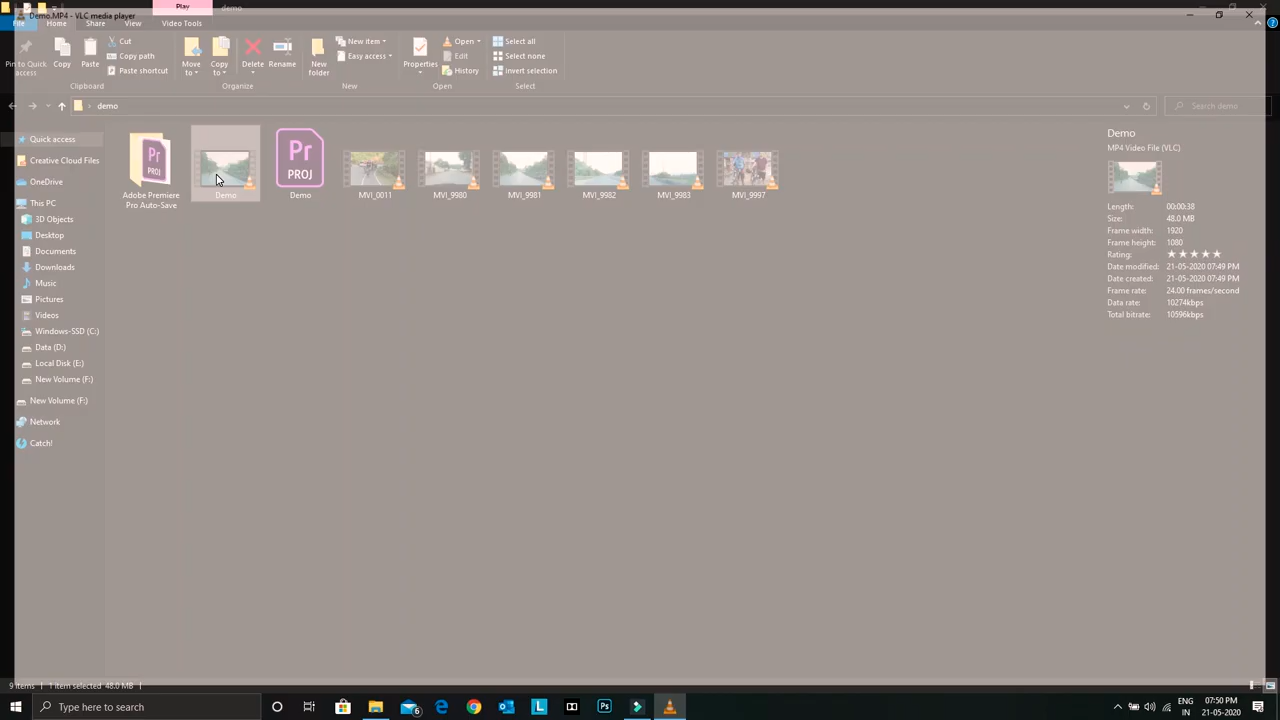 Demo.MP4 - VLC media player
Play
demo
File
Home
Share
View
Video Tools
Pin to Quick access
Copy
Paste
Cut
Copy path
Paste shortcut
Clipboard
Move to
Copy to
Delete
Rename
Organize
New folder
New item
Easy access
New
Properties
Open
Edit
History
Open
Select all
Select none
Invert selection
Select
demo
Search demo
Quick access
Creative Cloud Files
OneDrive
This PC
3D Objects
Desktop
Documents
Downloads
Music
Pictures
Videos
Windows-SSD (C:)
Data (D:)
Local Disk (E:)
New Volume (F:)
New Volume (F:)
Network
Catch!
Pr
PROJ
Adobe Premiere
Pro Auto-Save
Demo
Pr
PROJ
Demo
MVI_0011
MVI_9980
MVI_9981
MVI_9982
MVI_9983
MVI_9997
Demo
MP4 Video File (VLC)
Length: 00:00:38
Size: 48.0 MB
Frame width: 1920
Frame height: 1080
Rating:
Date modified: 21-05-2020 07:49 PM
Date created: 21-05-2020 07:49 PM
Frame rate: 24.00 frames/second
Data rate: 10274kbps
Total bitrate: 10596kbps
9 items
1 item selected 48.0 MB
Type here to search
6
L
Ps
ENG
IN
07:50 PM
21-05-2020